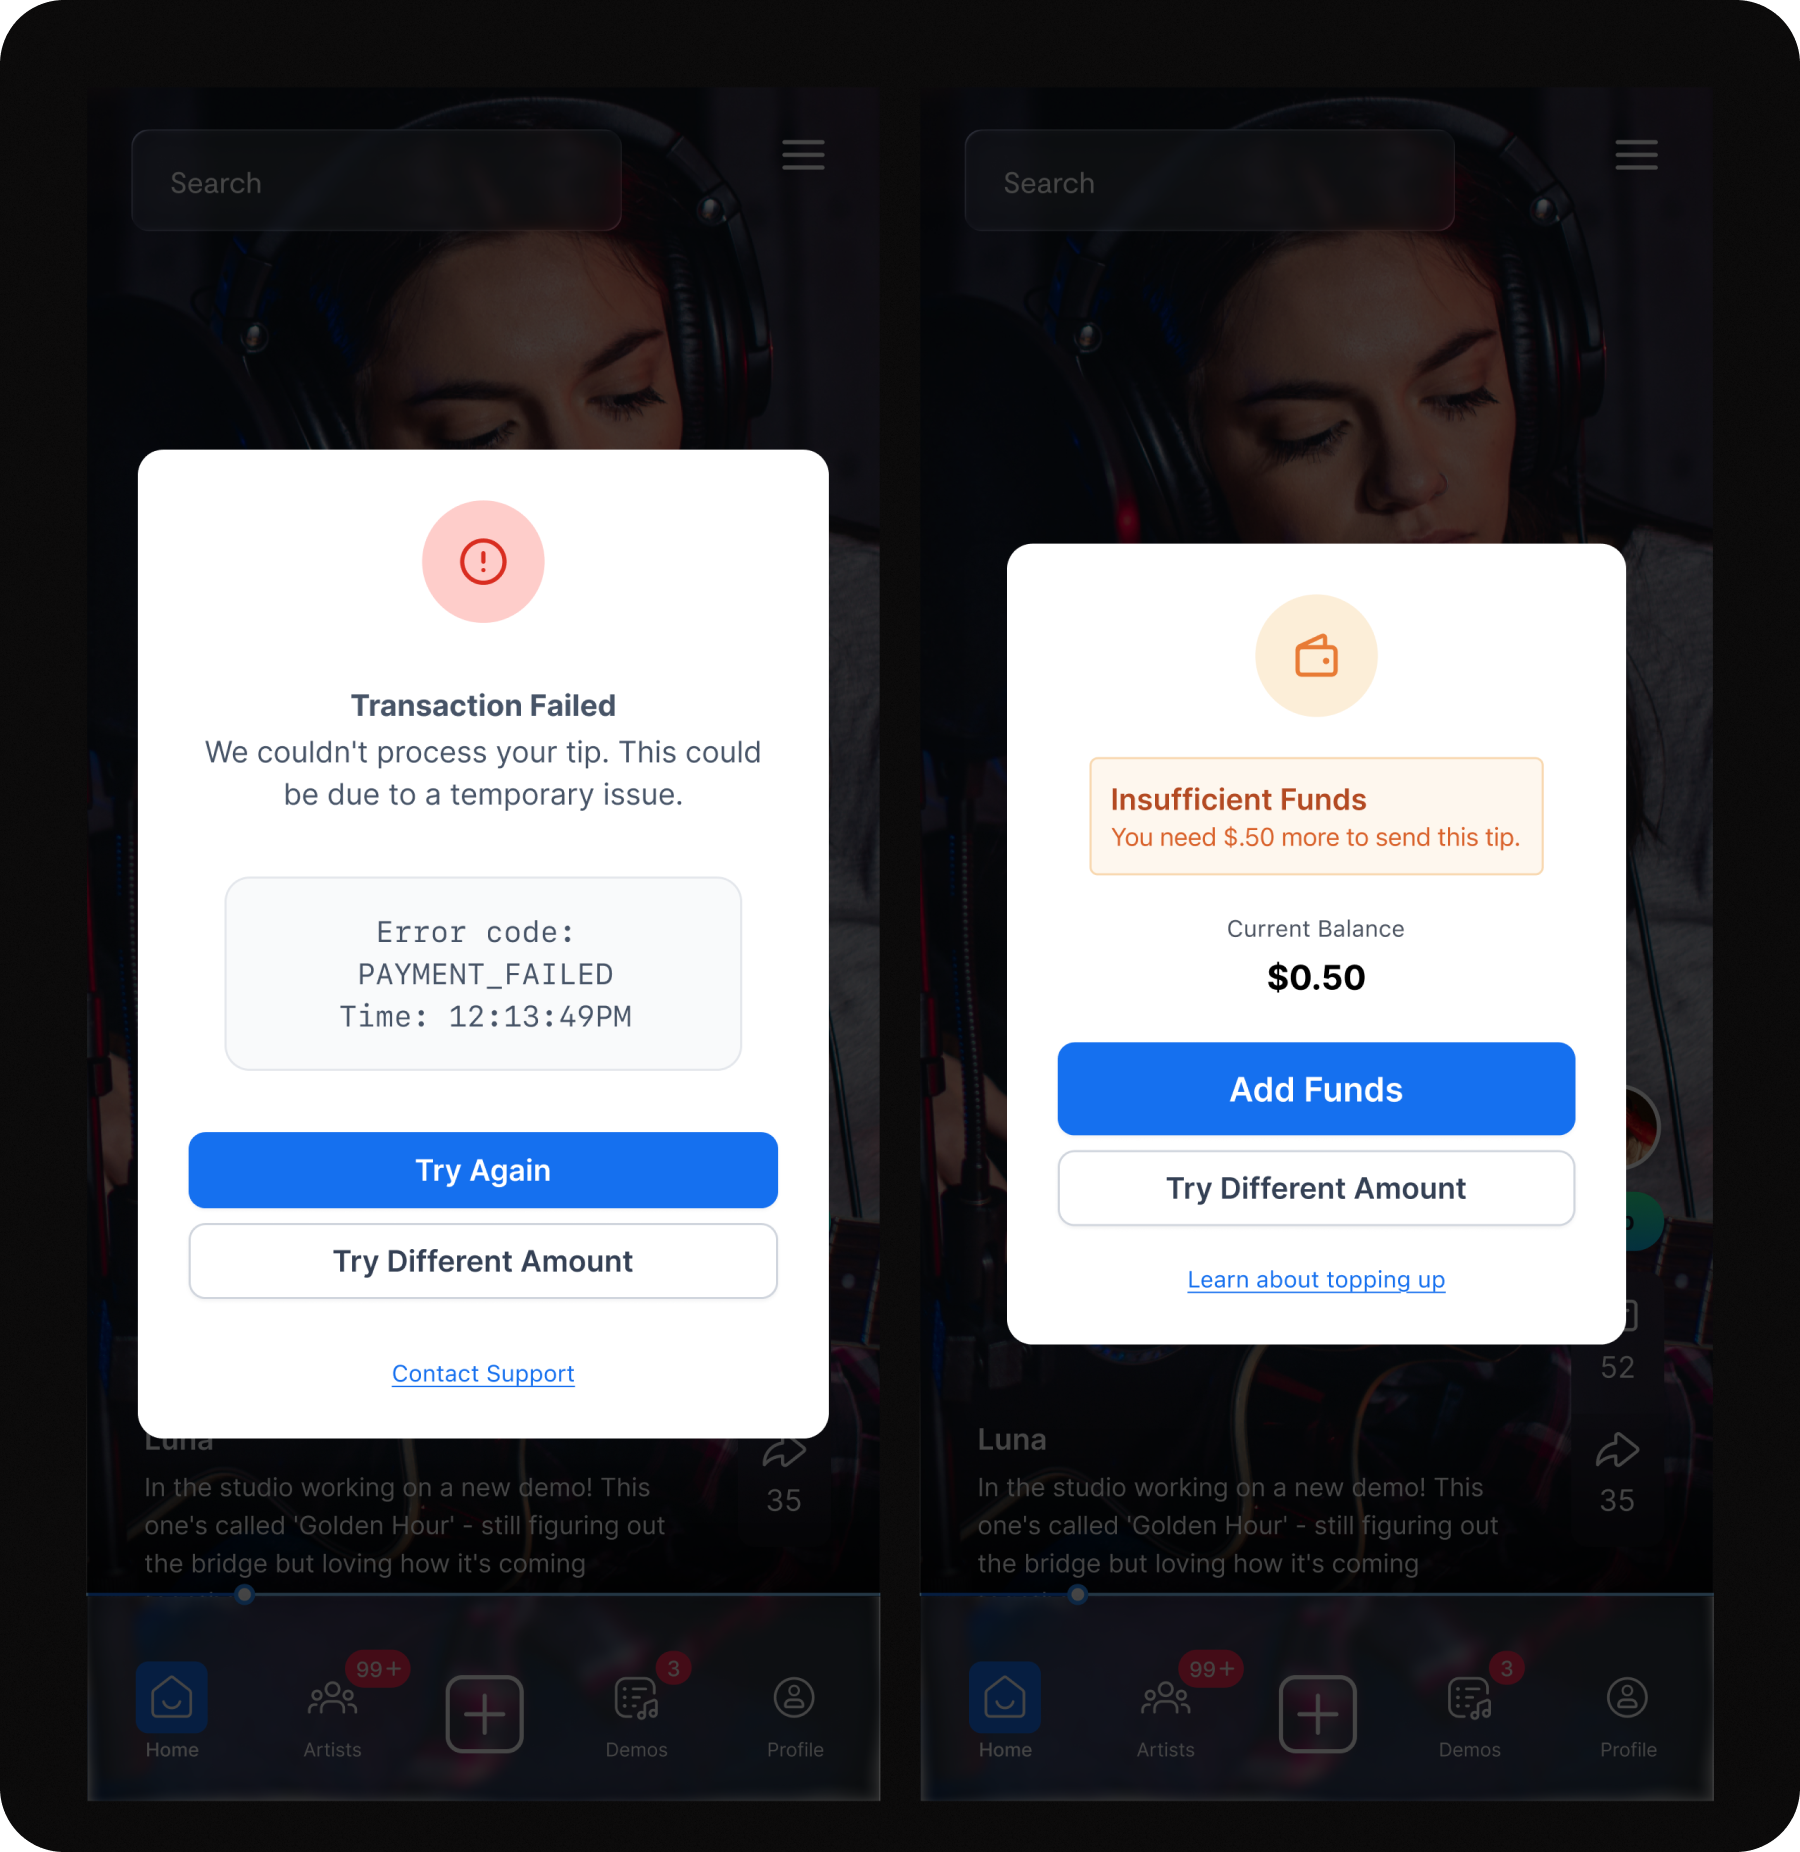 Search
Transaction Failed
We couldn't process your tip. This could
be due to a temporary issue.
Error code:
PAYMENT_FAILED
Time: 12:13:49PM
Try Again
Try Different Amount
Contact Support
Luna
In the studio working on a new demo! This
one's called 'Golden Hour' - still figuring out
the bridge but loving how it's coming
35
99+
3
Home
Artists
Demos
Profile
Search
Insufficient Funds
You need $.50 more to send this tip.
Current Balance
$0.50
Add Funds
Try Different Amount
Learn about topping up
52
Luna
In the studio working on a new demo! This
one's called 'Golden Hour' - still figuring out
the bridge but loving how it's coming
35
99+
3
Home
Artists
Demos
Profile